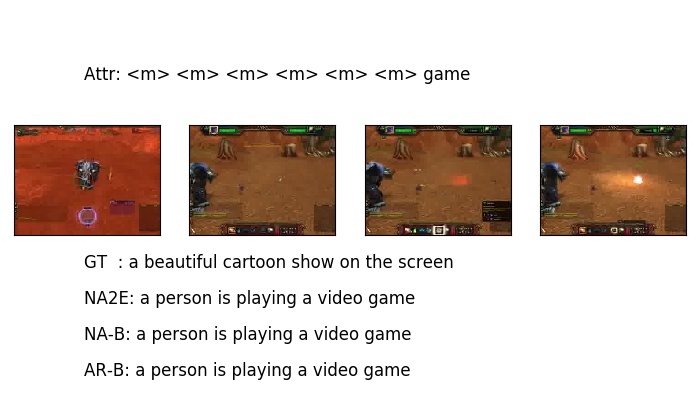 Attr: <m> <m> <m> <m> <m> <m> game
GT  : a beautiful cartoon show on the screen
NA2E: a person is playing a video game
NA-B: a person is playing a video game
AR-B: a person is playing a video game